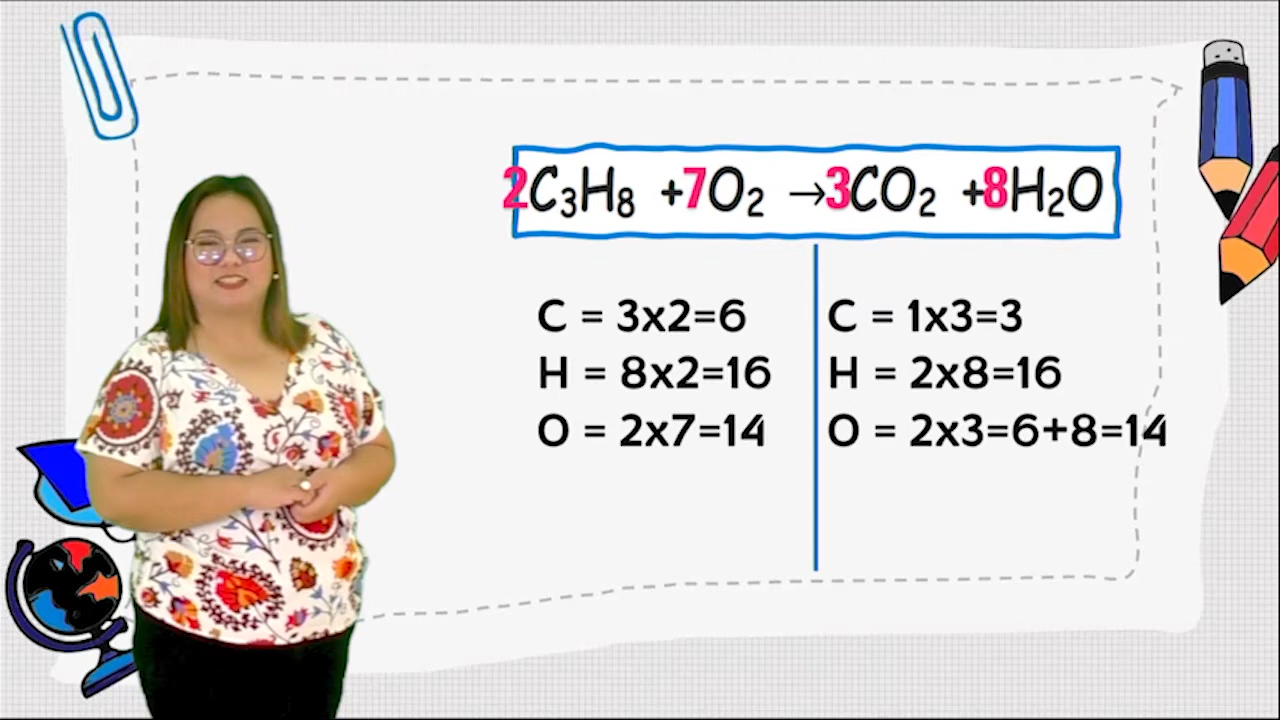 2C₃H₈ +7O₂ →3CO₂ +8H₂O
C = 3x2=6
H = 8x2=16
O = 2x7=14
C = 1x3=3
H = 2x8=16
O = 2x3=6+8=14